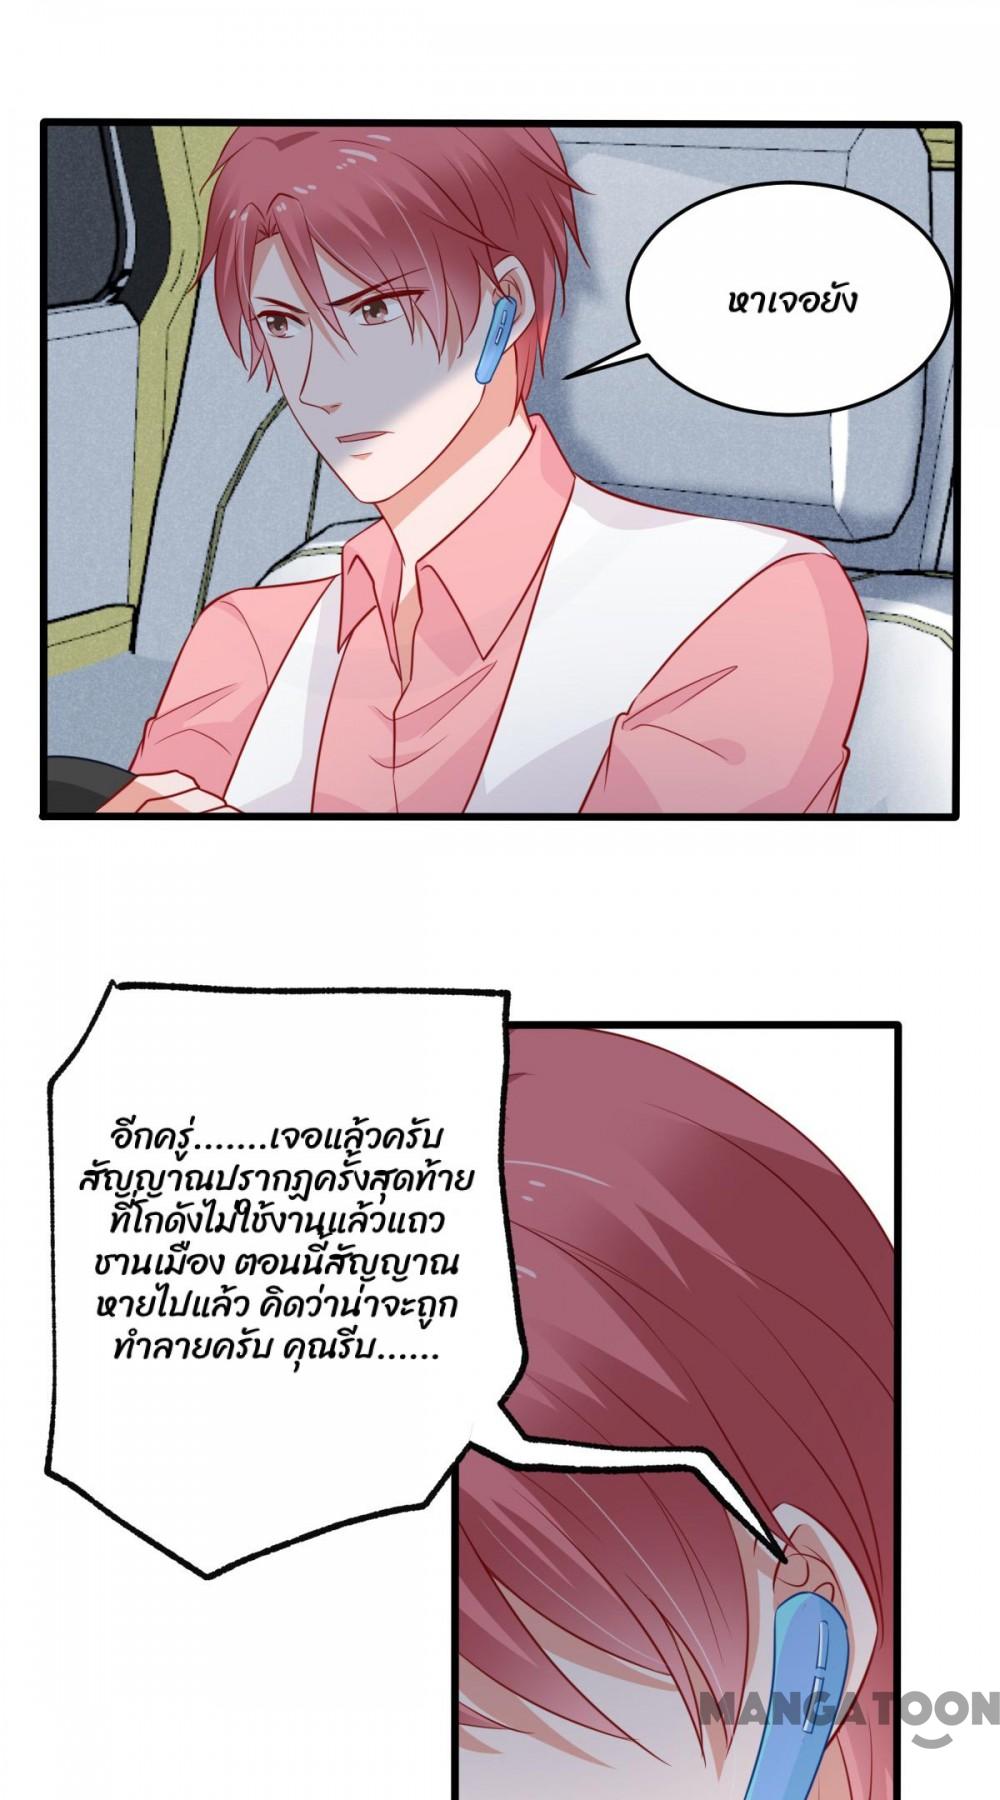 หาเจอยัง
อีกครู่.......เจอแล้วครับ
สัญญาณปรากฏครั้งสุดท้าย
ที่โกดังไม่ใช้งานแล้วแถว
ชานเมือง ตอนนี้สัญญาณ
หายไปแล้ว คิดว่าน่าจะถูก
ทำลายครับ คุณรีบ......
MANGATOON